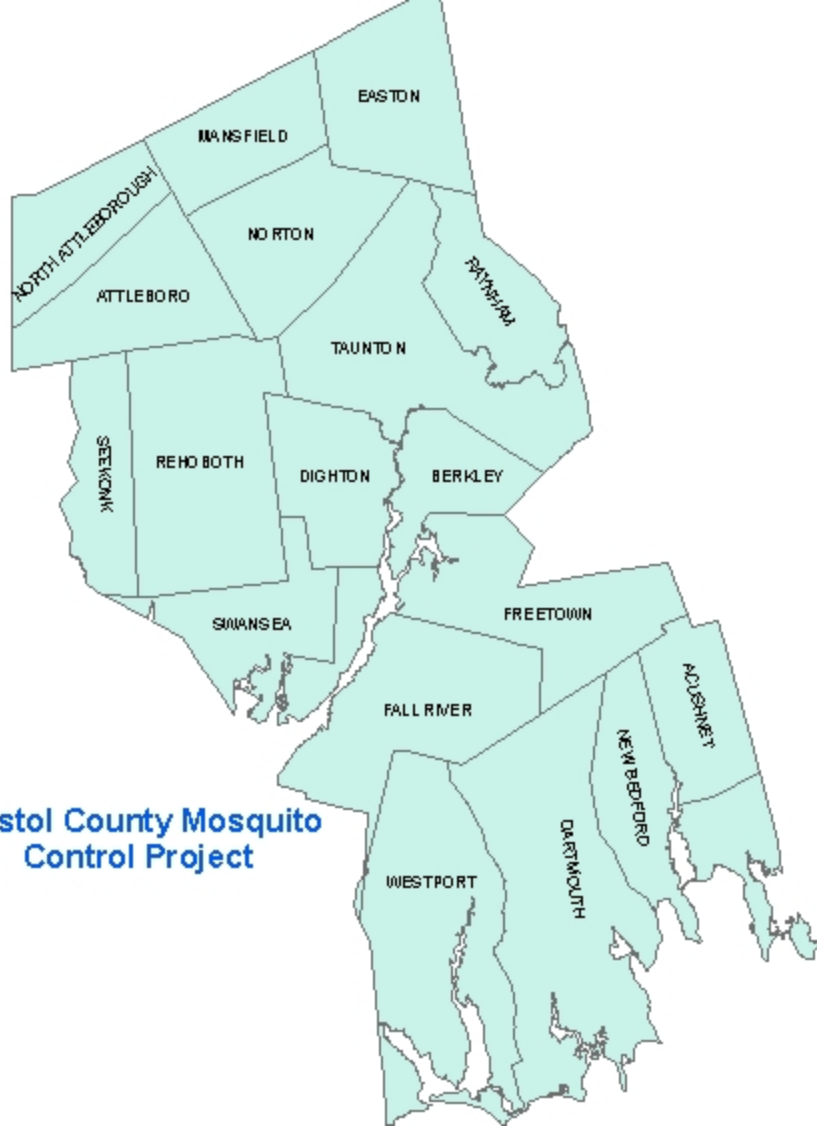 EASTON
MANSFIELD
NORTH ATTLEBOROUGH
NORTON
RAYNHAM
ATTLEBORO
TAUNTON
SEEKONK
REHOBOTH
DIGHTON
BERKLEY
SWANSEA
FREETOWN
FALL RIVER
ACUSHNET
NEW BEDFORD
stol County Mosquito
Control Project
DARTMOUTH
WESTPORT